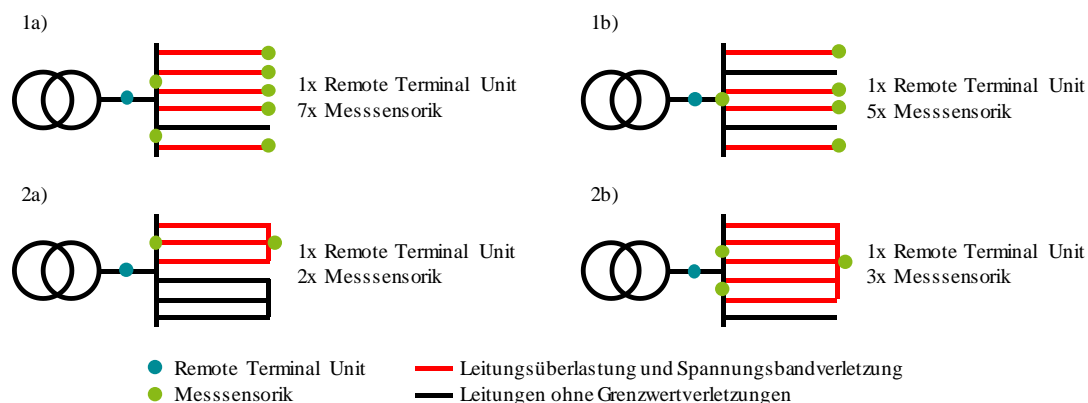 1a)
1x Remote Terminal Unit
7x Messsensorik
1b)
1x Remote Terminal Unit
5x Messsensorik
2a)
1x Remote Terminal Unit
2x Messsensorik
2b)
1x Remote Terminal Unit
3x Messsensorik
Remote Terminal Unit
Messsensorik
Leitungsüberlastung und Spannungsbandverletzung
Leitungen ohne Grenzwertverletzungen